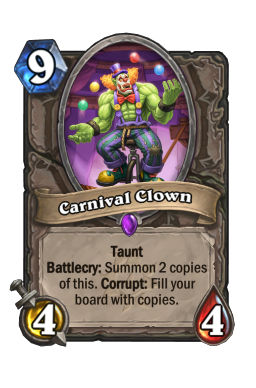 9
Carnival Clown
Taunt
Battlecry: Summon 2 copies
of this. Corrupt: Fill your
board with copies.
4 4